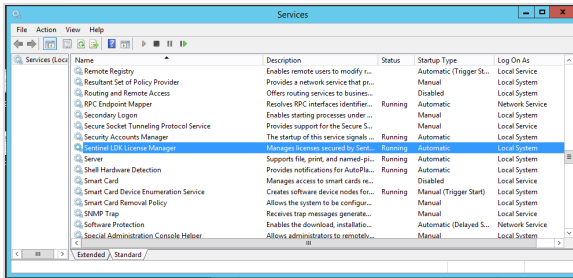 Services
File Action View Help
Services (Loca
Name Description Status Startup Type Log On As
Remote Registry Enables remote users to modify r... Automatic (Trigger St... Local Service
Resultant Set of Policy Provider Provides a network service that pr... Manual Local System
Routing and Remote Access Offers routing services to busines... Disabled Local System
RPC Endpoint Mapper Resolves RPC interfaces identifier... Running Automatic Network Service
Secondary Logon Enables starting processes under ... Manual Local System
Secure Socket Tunneling Protocol Service Provides support for the Secure S... Manual Local Service
Security Accounts Manager The startup of this service signals ... Running Automatic Local System
Sentinel LDK License Manager Manages licenses secured by Sent... Running Automatic Local System
Server Supports file, print, and named-pi... Running Automatic Local System
Shell Hardware Detection Provides notifications for AutoPla... Running Automatic Local System
Smart Card Manages access to smart cards re... Disabled Local Service
Smart Card Device Enumeration Service Creates software device nodes for ... Running Manual (Trigger Start) Local System
Smart Card Removal Policy Allows the system to be configur... Manual Local System
SNMP Trap Receives trap messages generate... Manual Local Service
Software Protection Enables the download, installatio... Automatic (Delayed S... Network Service
Special Administration Console Helper Allows administrators to remotely... Manual Local System
Extended Standard